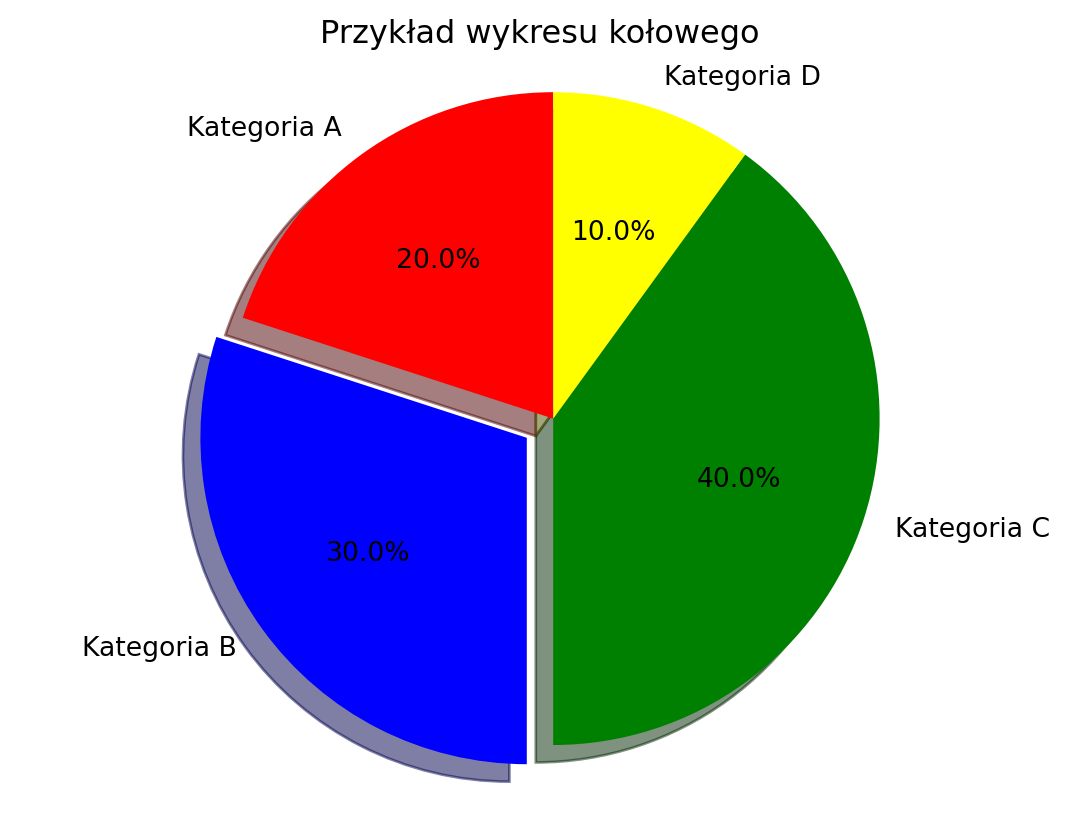 Przykład wykresu kołowego
Kategoria D
Kategoria A
10.0%
20.0%
40.0%
Kategoria C
30.0%
Kategoria B